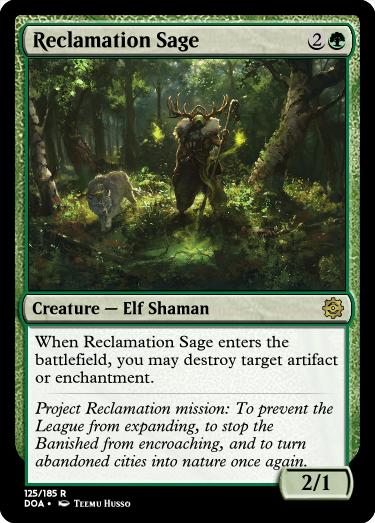 Reclamation Sage 2
Creature — Elf Shaman
When Reclamation Sage enters the
battlefield, you may destroy target artifact
or enchantment.
Project Reclamation mission: To prevent the
League from expanding, to stop the
Banished from encroaching, and to turn
abandoned cities into nature once again.
2/1
125/185 R
DOA • Teemu Husso